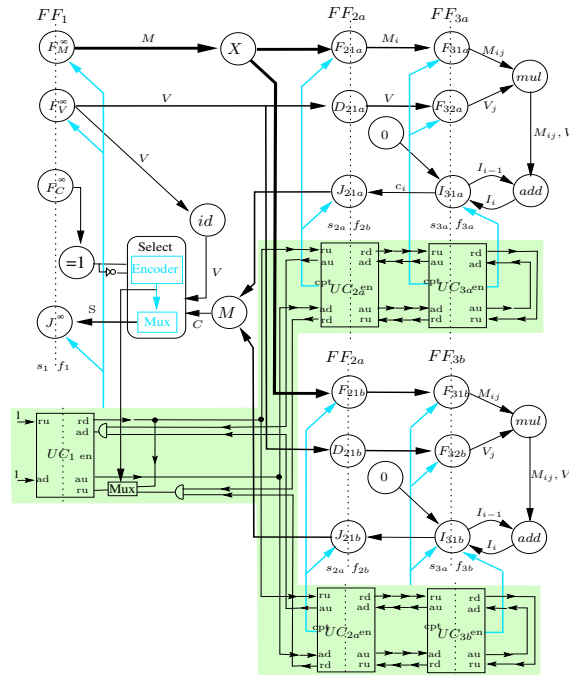 FF1 FF2a FF3a
F∞M M X F21a Mi F31a Mij mul
F∞V V D21a V F32a Vj
0 Mij, V
F∞C V J21a ci I31a Ii−1 Ii add
id
s2a f2b s3a f3a
=1 Select
Encoder V
ru rd ru rd
au ad au ad
cpt UC2a en UC3a en
J∞ S Mux C M
ad au ad au
rd ru rd ru
s1 f1
FF2a FF3b
F21b F31b Mij mul
1 ru rd
ad
UC1 en
D21b F32b Vj
1 ad au
ru Mux
0 Mij, V
J21b I31b Ii−1 Ii add
s2a f2b s3a f3b
ru rd ru rd
au ad au ad
cpt UC2a en cpt UC3b en
ad au ad au
rd ru rd ru